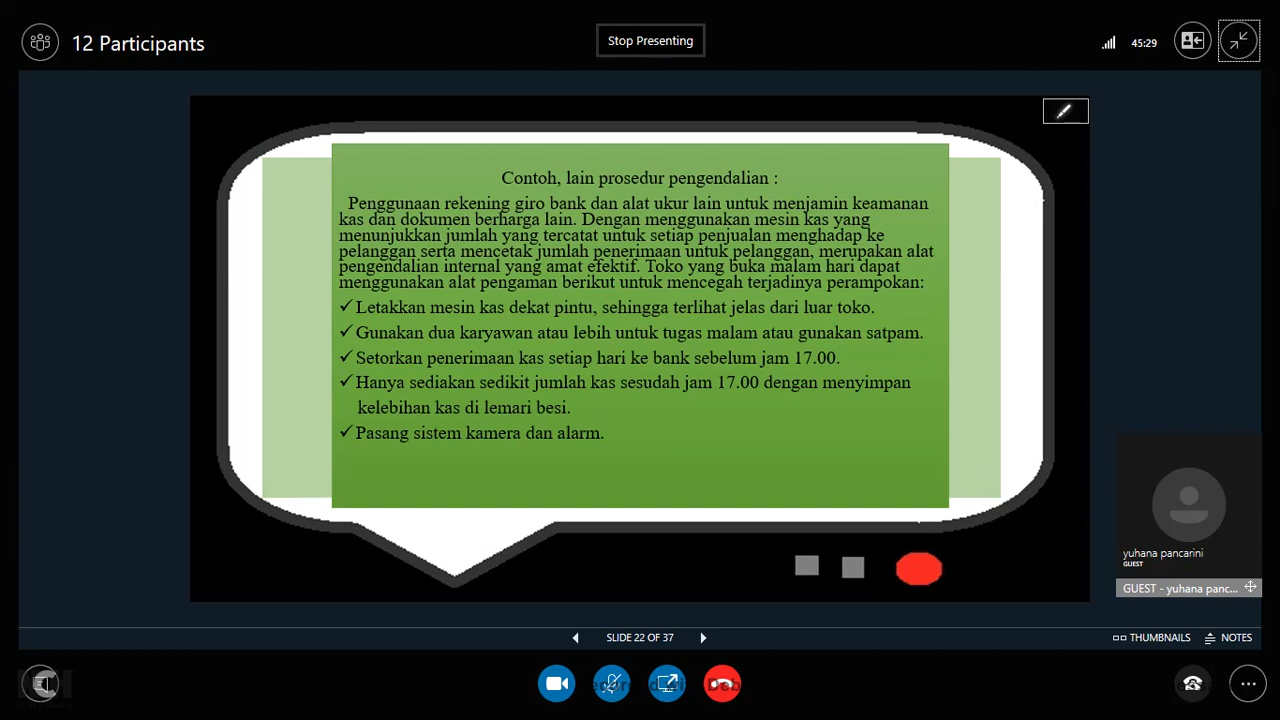 12 Participants
Stop Presenting
45:29
Contoh, lain prosedur pengendalian :
Penggunaan rekening giro bank dan alat ukur lain untuk menjamin keamanan
kas dan dokumen berharga lain. Dengan menggunakan mesin kas yang
menunjukkan jumlah yang tercatat untuk setiap penjualan menghadap ke
pelanggan serta mencetak jumlah penerimaan untuk pelanggan, merupakan alat
pengendalian internal yang amat efektif. Toko yang buka malam hari dapat
menggunakan alat pengaman berikut untuk mencegah terjadinya perampokan:
✓Letakkan mesin kas dekat pintu, sehingga terlihat jelas dari luar toko.
✓Gunakan dua karyawan atau lebih untuk tugas malam atau gunakan satpam.
✓Setorkan penerimaan kas setiap hari ke bank sebelum jam 17.00.
✓Hanya sediakan sedikit jumlah kas sesudah jam 17.00 dengan menyimpan
kelebihan kas di lemari besi.
✓Pasang sistem kamera dan alarm.
yuhana pancarini
GUEST
GUEST - yuhana panc...
SLIDE 22 OF 37
THUMBNAILS
NOTES